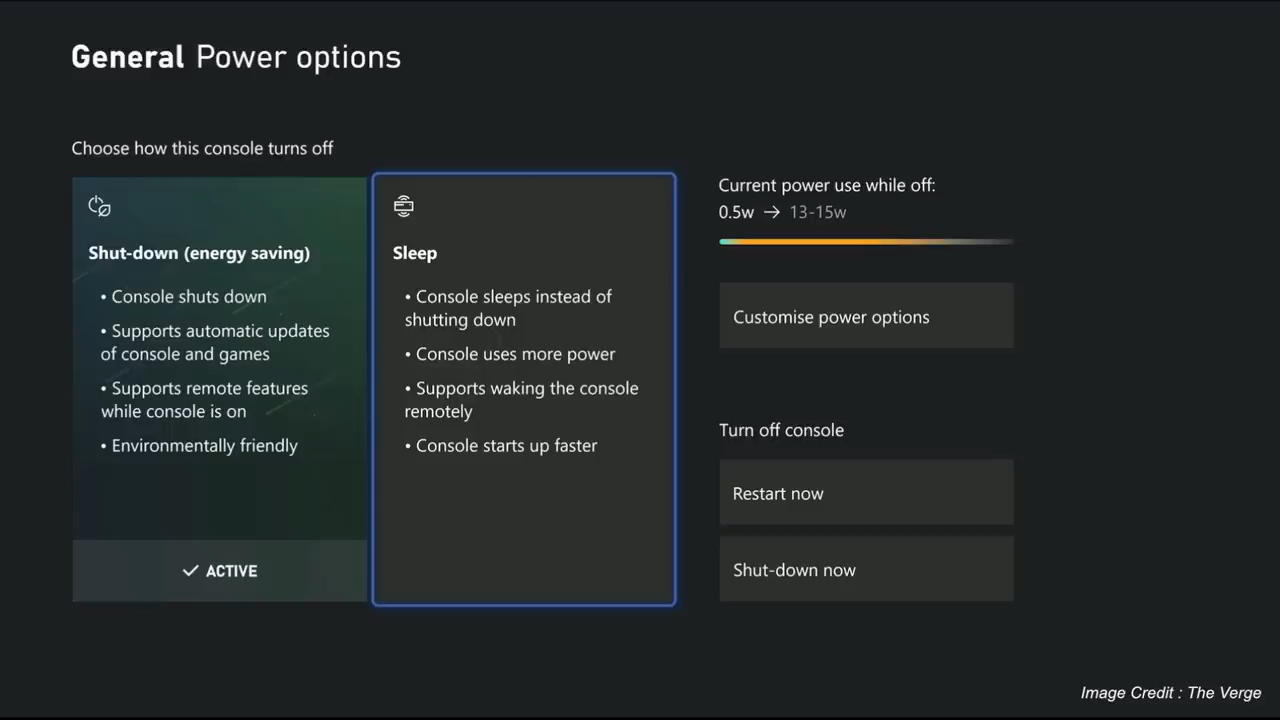 General Power options
Choose how this console turns off
Shut-down (energy saving)
• Console shuts down
• Supports automatic updates
of console and games
• Supports remote features
while console is on
• Environmentally friendly
ACTIVE
Sleep
• Console sleeps instead of
shutting down
• Console uses more power
• Supports waking the console
remotely
• Console starts up faster
Current power use while off:
0.5w → 13-15w
Customise power options
Turn off console
Restart now
Shut-down now
Image Credit : The Verge